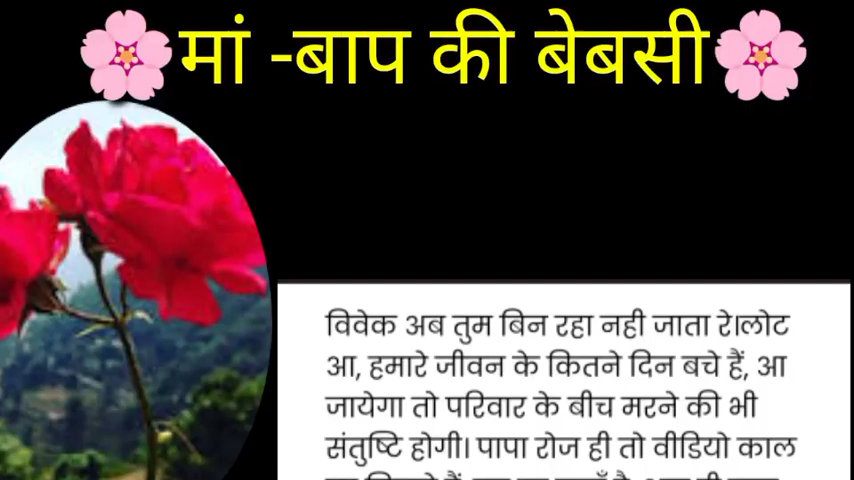 🌸मां -बाप की बेबसी🌸
विवेक अब तुम बिन रहा नही जाता रे।लोट
आ, हमारे जीवन के कितने दिन बचे हैं, आ
जायेगा तो परिवार के बीच मरने की भी
संतुष्टि होगी। पापा रोज ही तो वीडियो काल